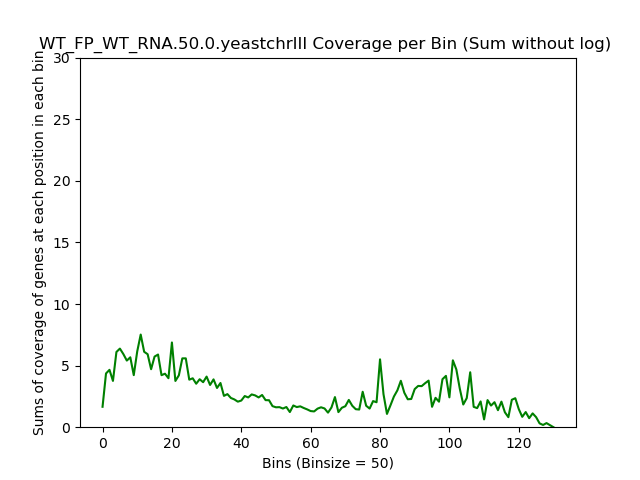 WT_FP_WT_RNA.50.0.yeastchrIII Coverage per Bin (Sum without log)
Sums of coverage of genes at each position in each bin
30
25
20
15
10
5
0
0 20 40 60 80 100 120
Bins (Binsize = 50)